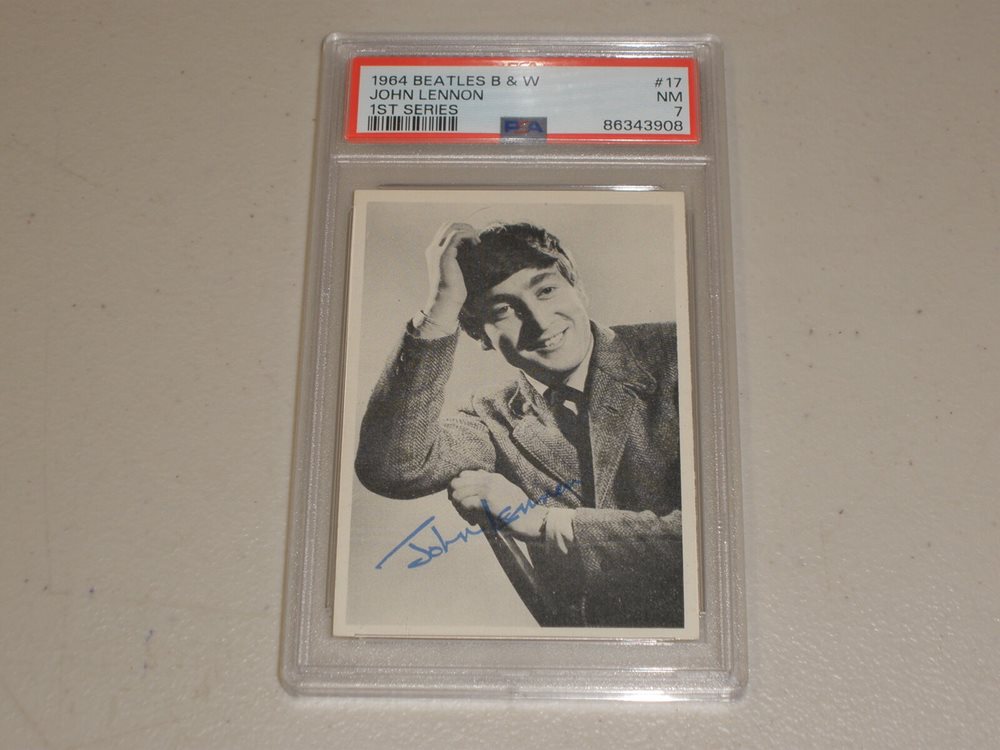 1964 BEATLES B & W #17
JOHN LENNON NM
1ST SERIES 7
PSA 86343908
John Lennon